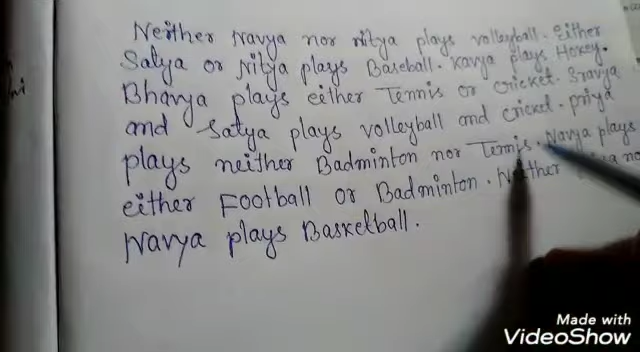 Neither Navya nor Nitya plays volleyball. Either
Satya or Nitya plays Baseball. Kavya plays Hokey.
Bhavya plays either Tennis or cricket. Sravya
and Satya plays volleyball and cricket. Priya
plays neither Badminton nor Tennis. Navya plays
either Football or Badminton. Neither
Navya plays Basketball.
Made with
VideoShow